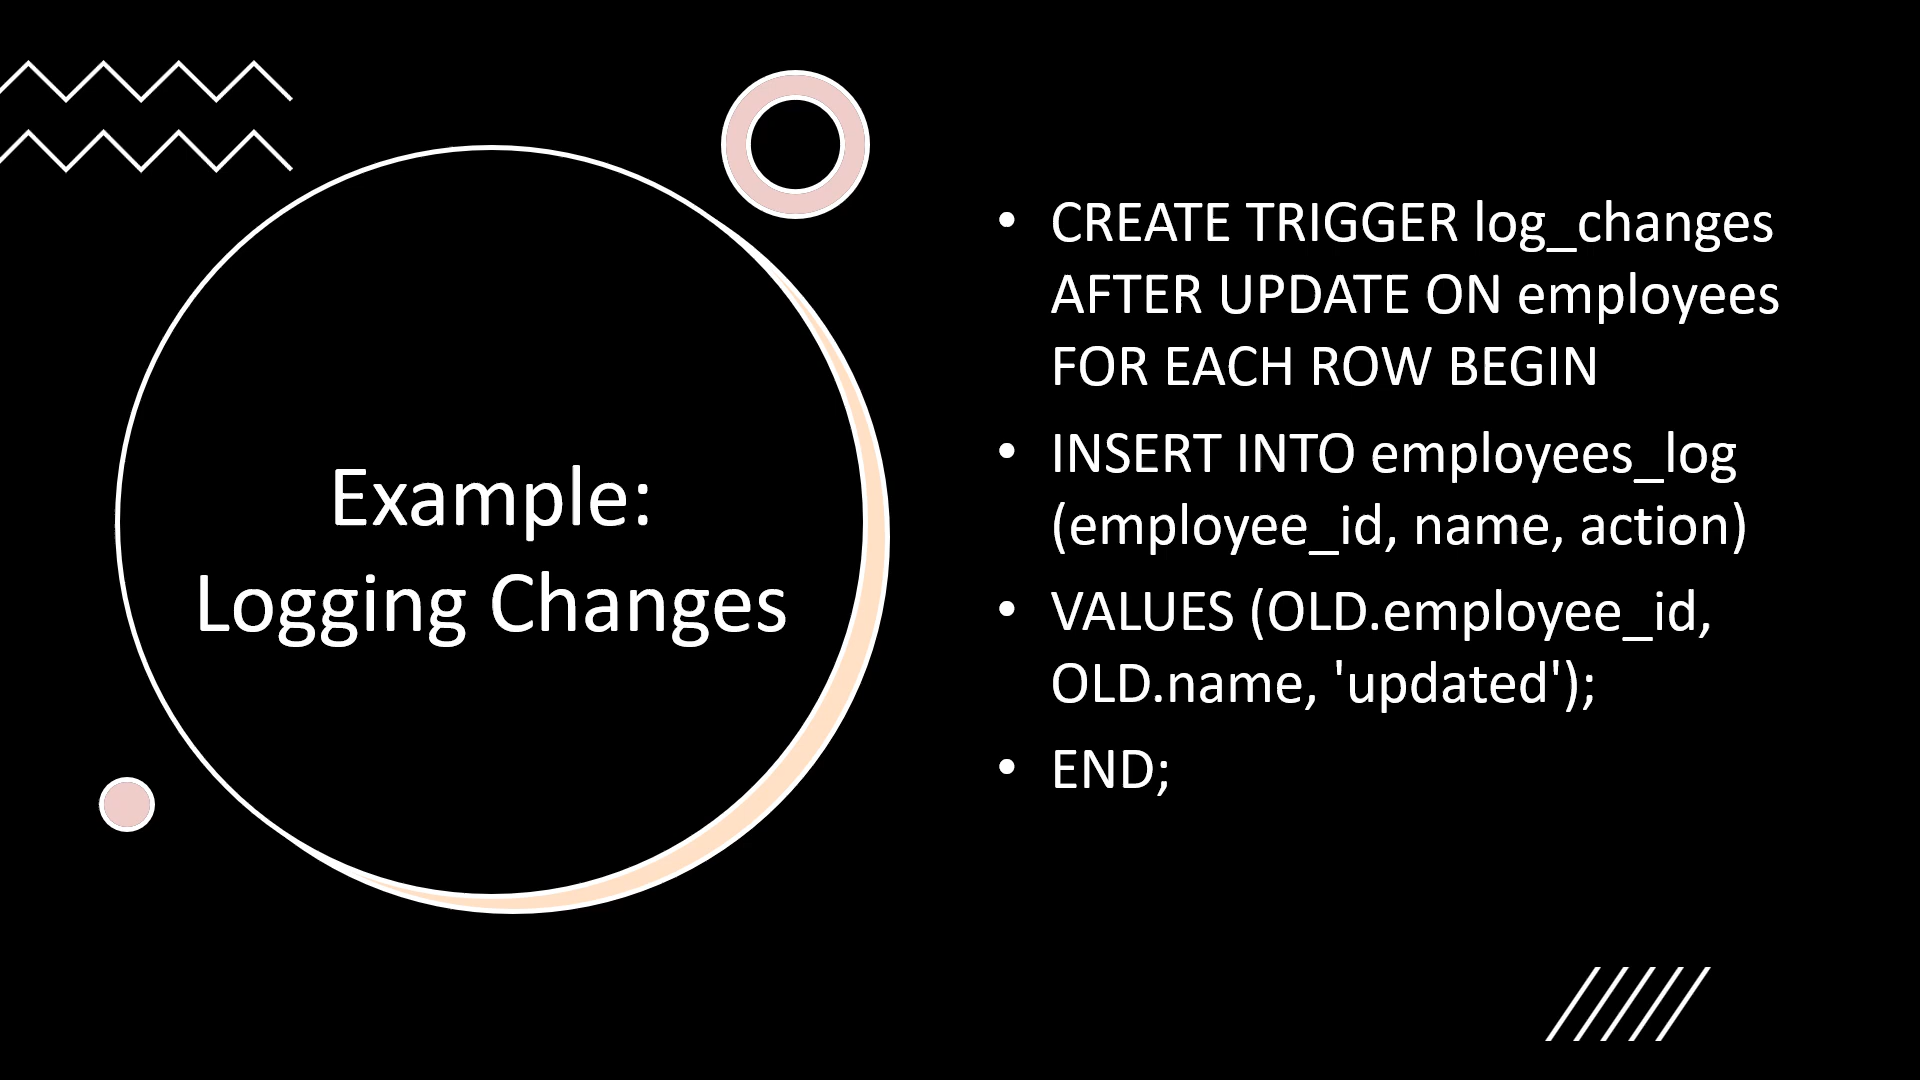 Example:
Logging Changes
• CREATE TRIGGER log_changes
AFTER UPDATE ON employees
FOR EACH ROW BEGIN
• INSERT INTO employees_log
(employee_id, name, action)
• VALUES (OLD.employee_id,
OLD.name, 'updated');
• END;